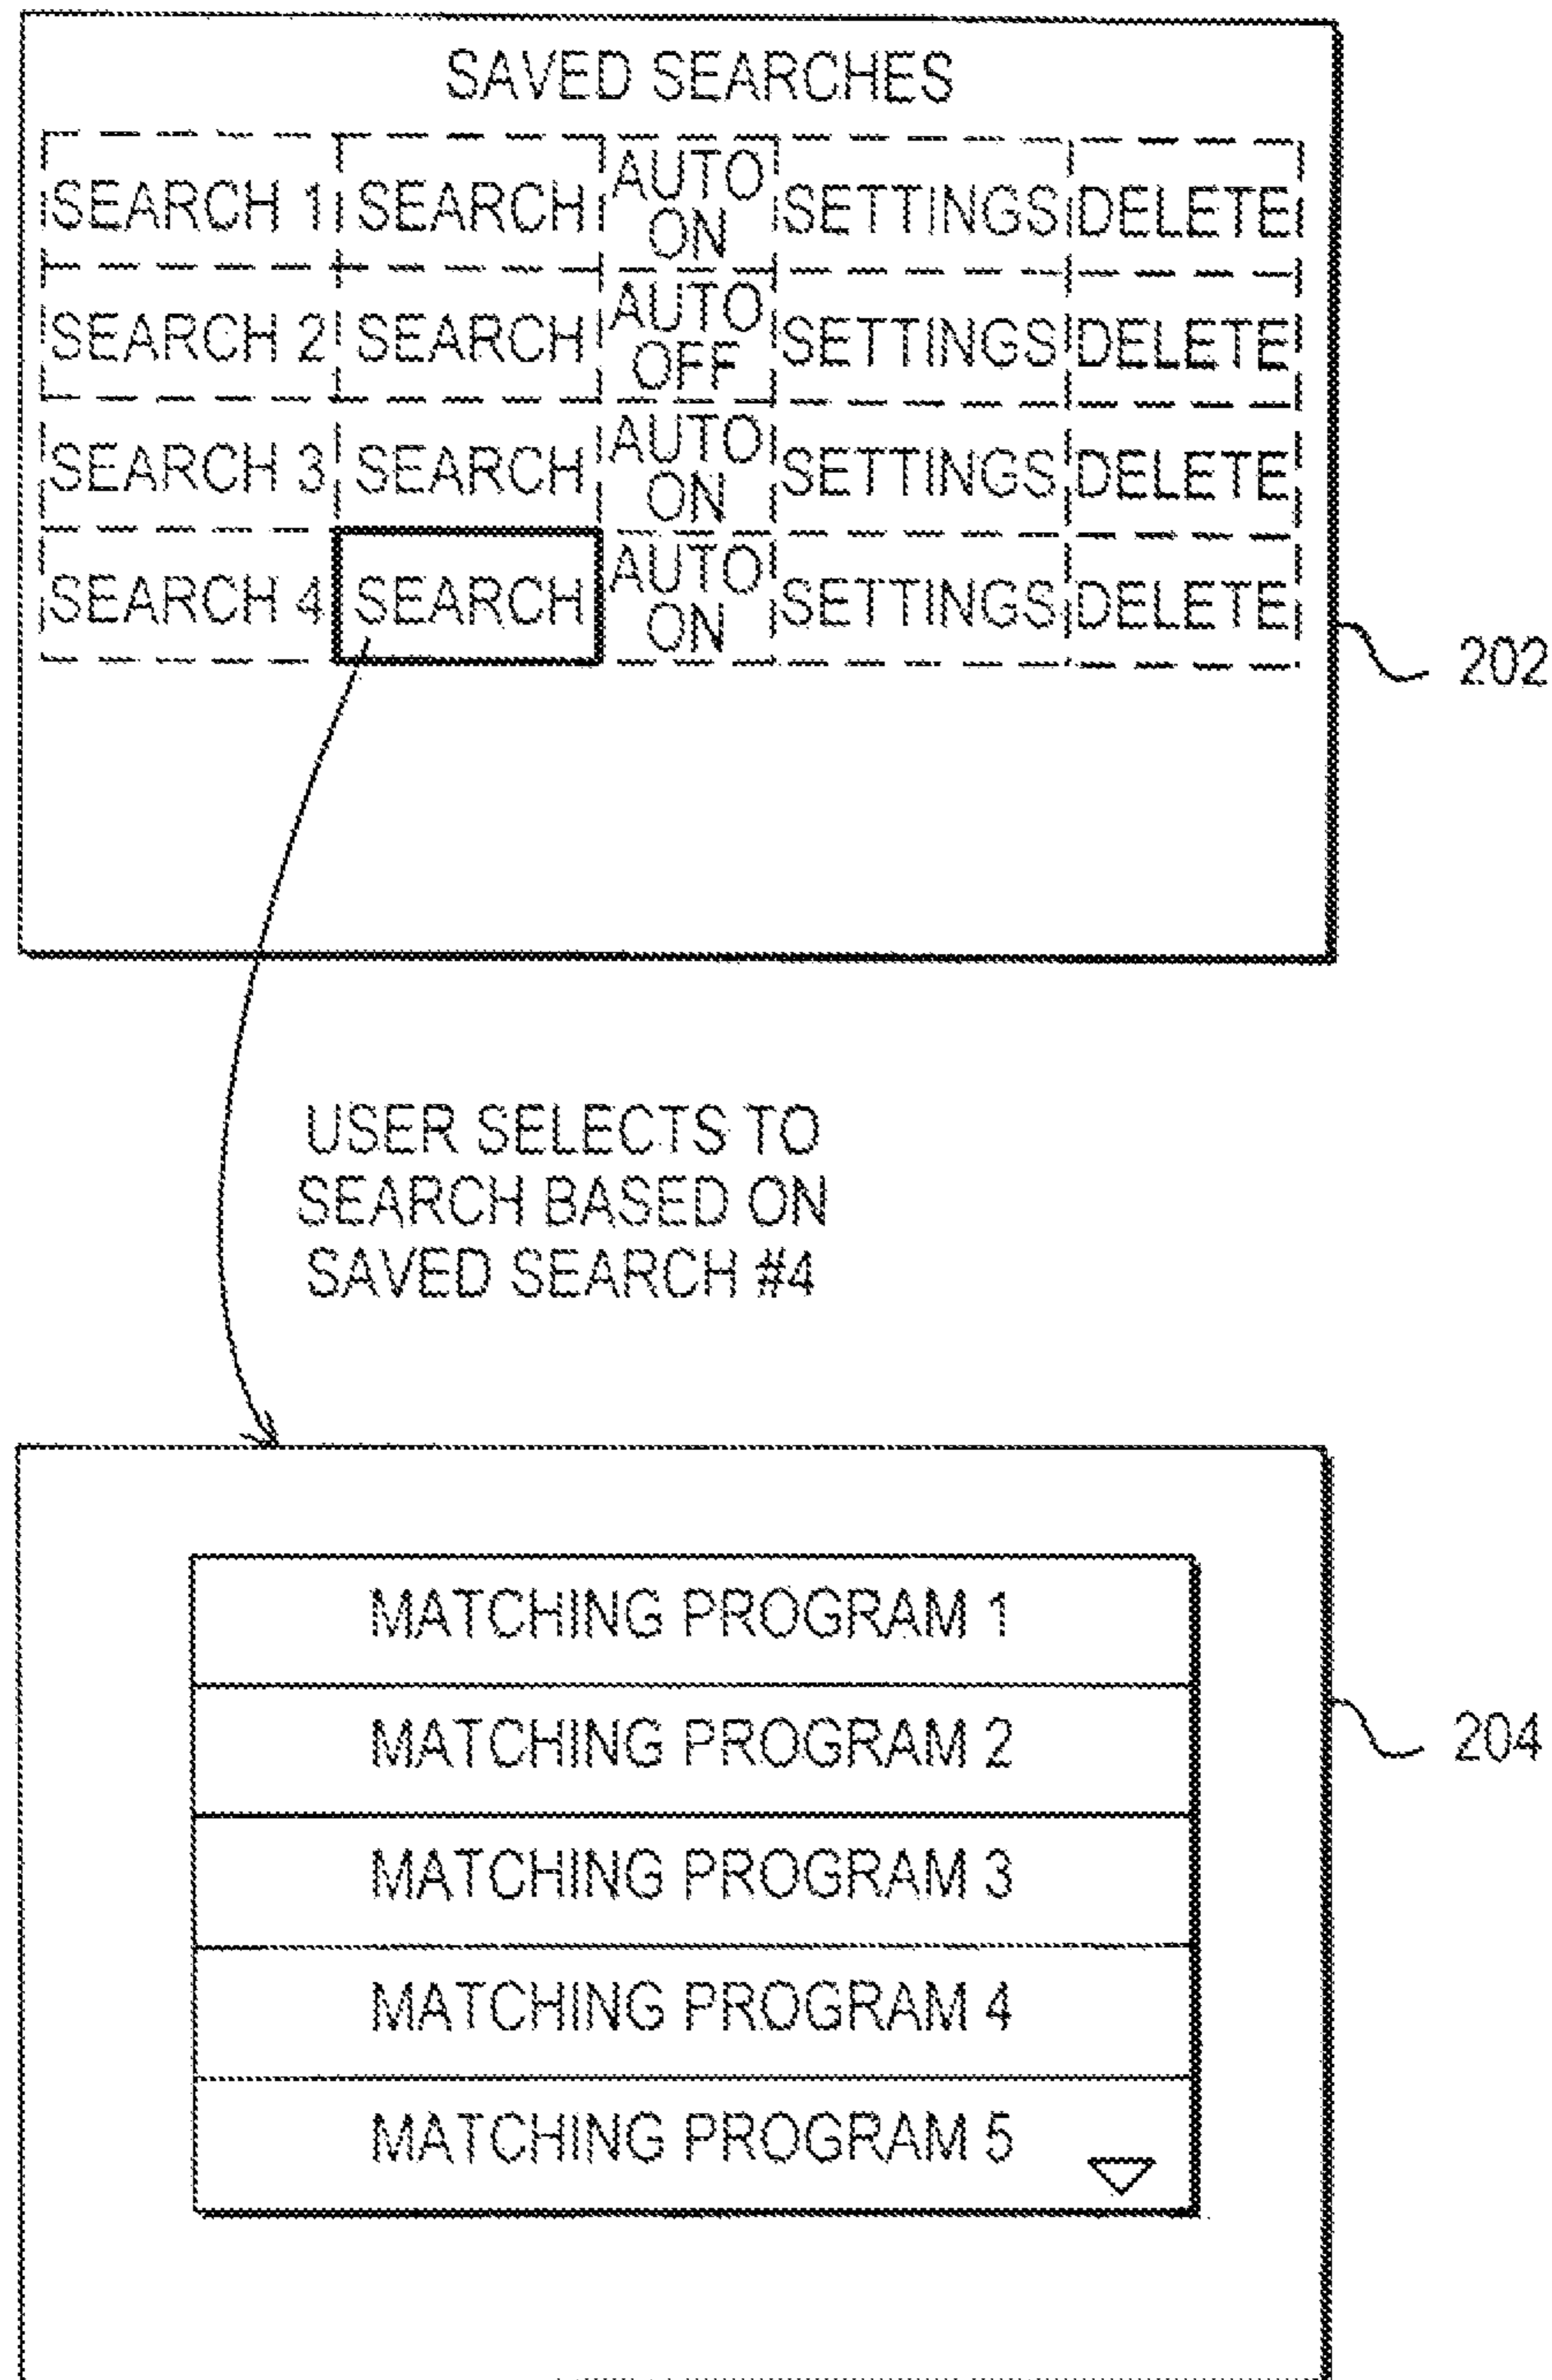 SAVED SEARCHES
SEARCH 1 SEARCH AUTO ON SETTINGS DELETE
SEARCH 2 SEARCH AUTO OFF SETTINGS DELETE
SEARCH 3 SEARCH AUTO ON SETTINGS DELETE
SEARCH 4 SEARCH AUTO ON SETTINGS DELETE
202
USER SELECTS TO
SEARCH BASED ON
SAVED SEARCH #4
MATCHING PROGRAM 1
MATCHING PROGRAM 2
204
MATCHING PROGRAM 3
MATCHING PROGRAM 4
MATCHING PROGRAM 5